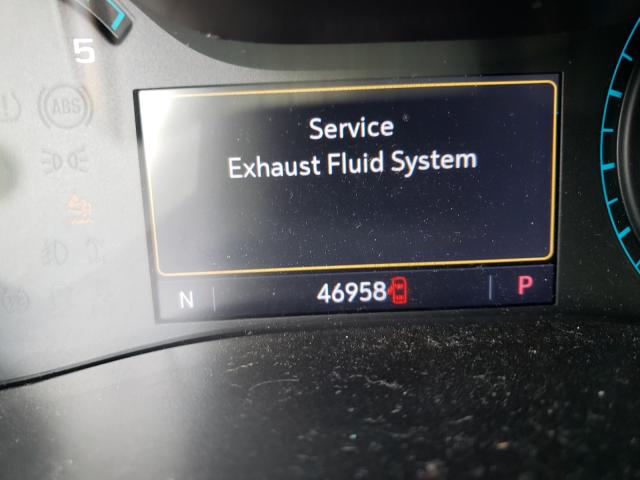 5
ABS
Service
Exhaust Fluid System
N 46958 P